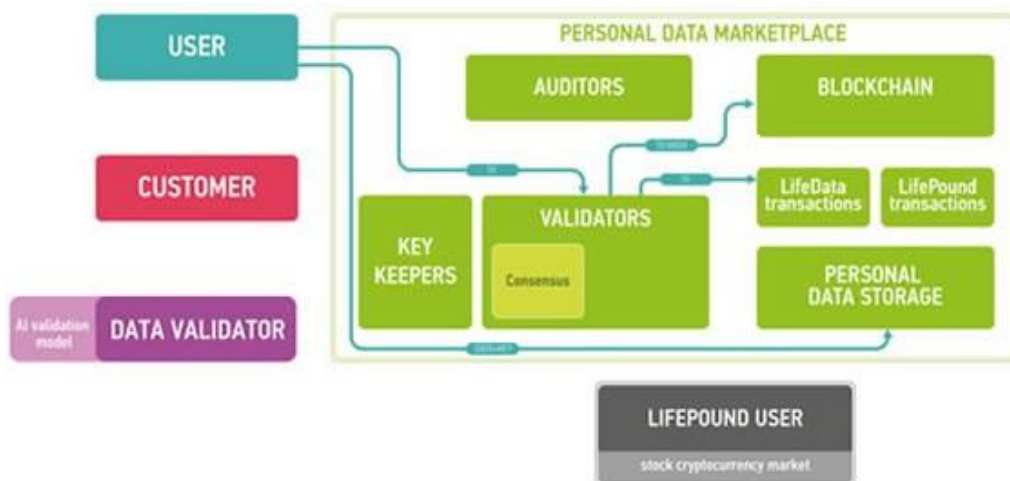 USER
PERSONAL DATA MARKETPLACE
AUDITORS
BLOCKCHAIN
TX
CUSTOMER
LifeData
transactions
LifePound
transactions
KEY
KEEPERS
VALIDATORS
Consensus
PERSONAL
DATA STORAGE
AI validation
model
DATA VALIDATOR
LIFEPOUND USER
stock cryptocurrency market